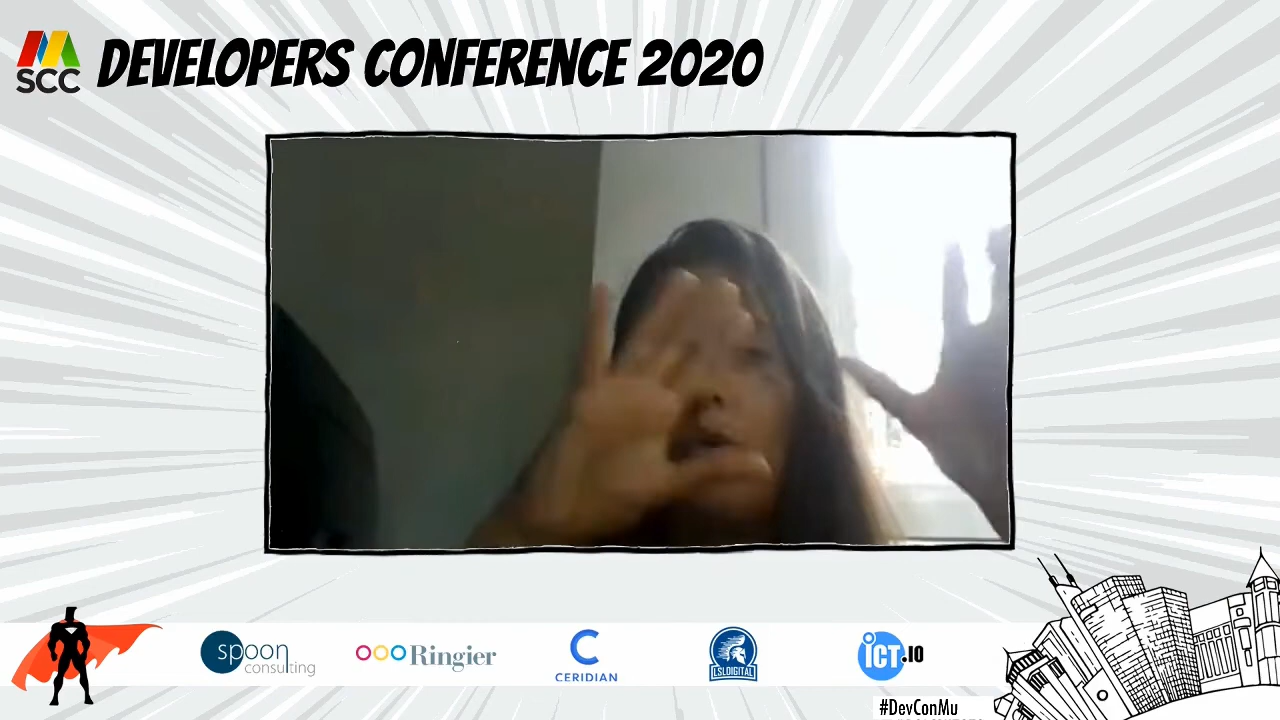 SCC
DEVELOPERS CONFERENCE 2020
spoon
consulting
Ringier
CERIDIAN
LSLDIGITAL
iCT.IO
#DevConMu